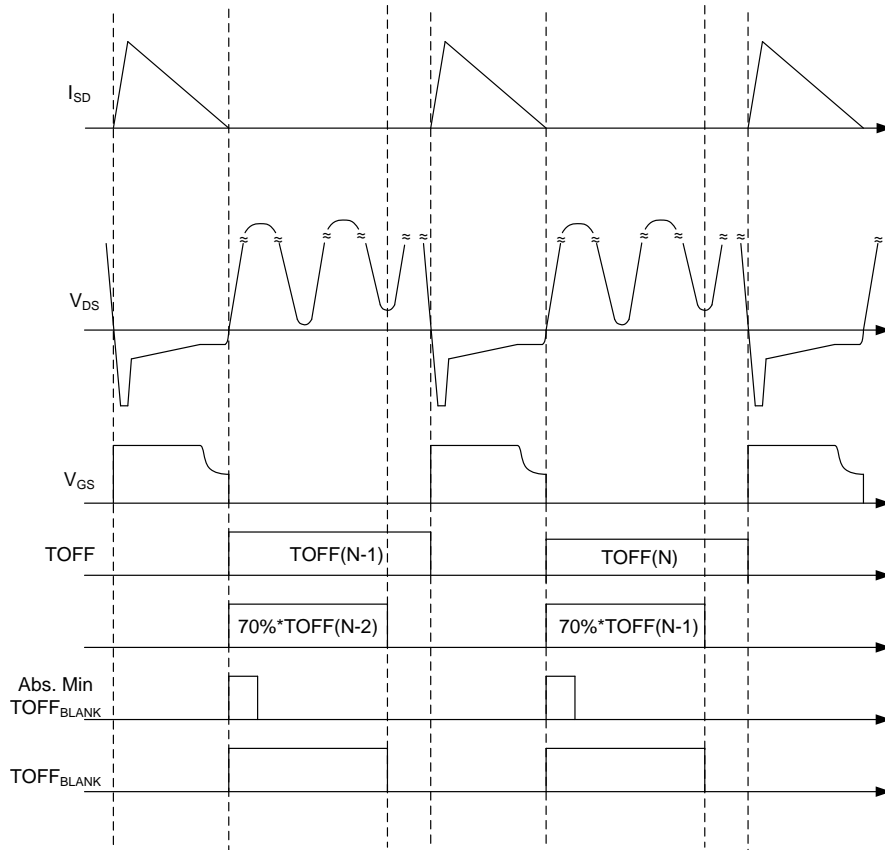 I_SD
≈ ≈ ≈ ≈ ≈ ≈ ≈ ≈ ≈ ≈ ≈ ≈ ≈
V_DS
V_GS
TOFF
TOFF(N-1)
TOFF(N)
70%*TOFF(N-2)
70%*TOFF(N-1)
Abs. Min
TOFF_BLANK
TOFF_BLANK